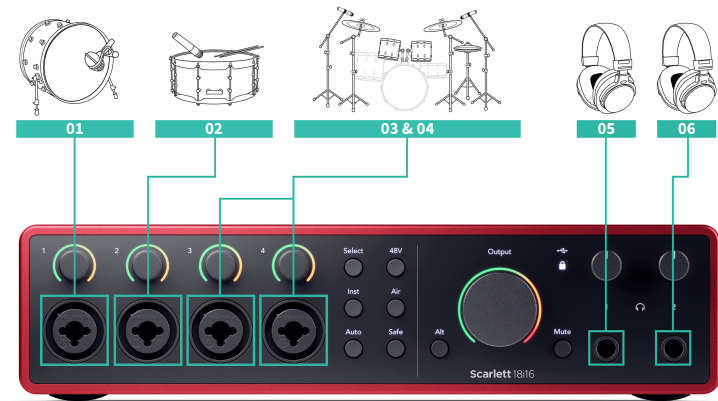 01
02
03 & 04
05
06
1
2
3
4
Select
48V
Output
Inst
Air
Auto
Safe
Alt
Mute
2
Scarlett 18i16